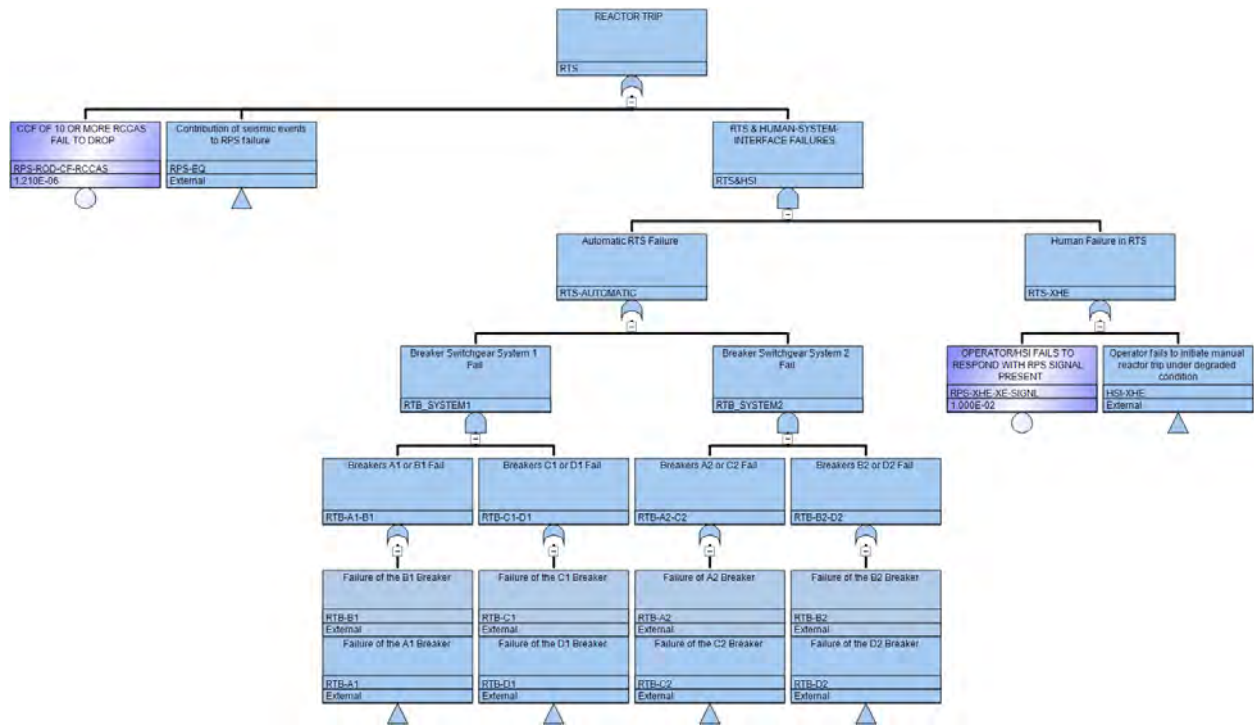 REACTOR TRIP
RTS
CCF OF 10 OR MORE RCCAS
FAIL TO DROP
RPS-ROD-CF-RCCAS
1.210E-06
Contribution of seismic events
to RPS failure
RPS-EQ
External
RTS & HUMAN-SYSTEM-
INTERFACE FAILURES
RTS&HSI
Automatic RTS Failure
RTS-AUTOMATIC
Human Failure in RTS
RTS-XHE
Breaker Switchgear System 1
Fail
RTB_SYSTEM1
Breaker Switchgear System 2
Fail
RTB_SYSTEM2
OPERATOR/HSI FAILS TO
RESPOND WITH RPS SIGNAL
PRESENT
RPS-XHE-XE-SIGNL
1.000E-02
Operator fails to initiate manual
reactor trip under degraded
condition
HSI-XHE
External
Breakers A1 or B1 Fail
RTB-A1-B1
Breakers C1 or D1 Fail
RTB-C1-D1
Breakers A2 or C2 Fail
RTB-A2-C2
Breakers B2 or D2 Fail
RTB-B2-D2
Failure of the B1 Breaker
RTB-B1
External
Failure of the A1 Breaker
RTB-A1
External
Failure of the C1 Breaker
RTB-C1
External
Failure of the D1 Breaker
RTB-D1
External
Failure of A2 Breaker
RTB-A2
External
Failure of the C2 Breaker
RTB-C2
External
Failure of the B2 Breaker
RTB-B2
External
Failure of the D2 Breaker
RTB-D2
External